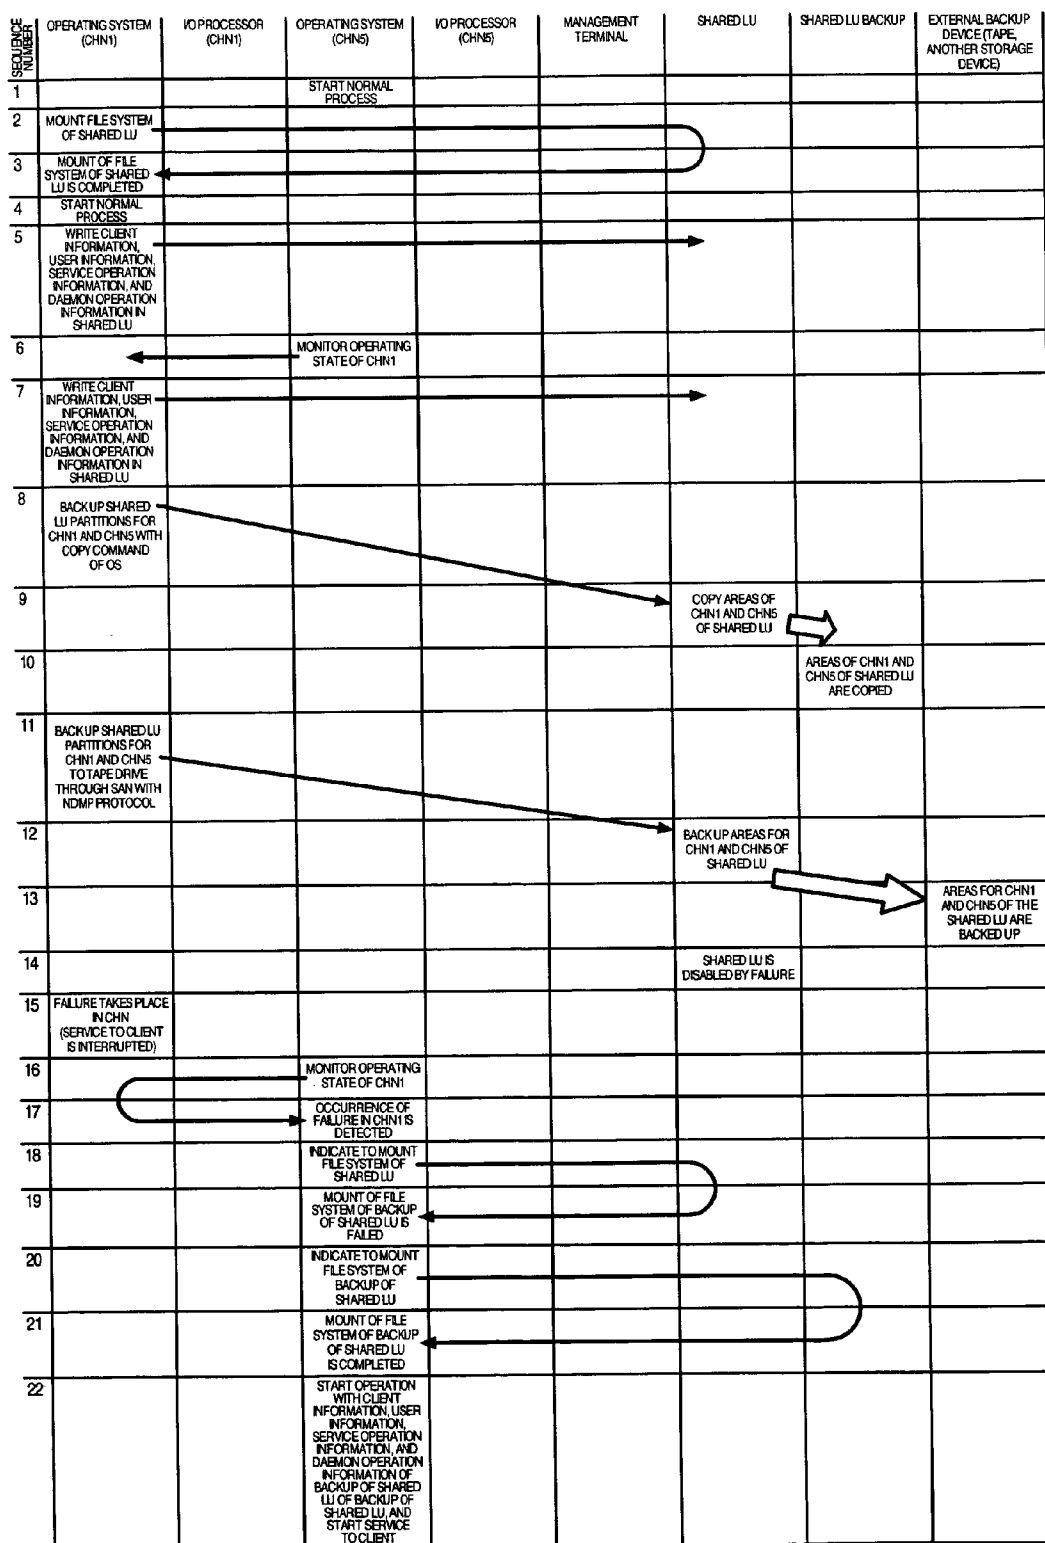 SEQUENCE
NUMBER
OPERATING SYSTEM
(CHN1)
I/O PROCESSOR
(CHN1)
OPERATING SYSTEM
(CHN5)
I/O PROCESSOR
(CHN5)
MANAGEMENT
TERMINAL
SHARED LU
SHARED LU BACKUP
EXTERNAL BACKUP
DEVICE (TAPE,
ANOTHER STORAGE
DEVICE)
1
START NORMAL
PROCESS
2
MOUNT FILE SYSTEM
OF SHARED LU
3
MOUNT OF FILE
SYSTEM OF SHARED
LU IS COMPLETED
4
START NORMAL
PROCESS
5
WRITE CLIENT
INFORMATION,
USER INFORMATION,
SERVICE OPERATION
INFORMATION, AND
DAEMON OPERATION
INFORMATION IN
SHARED LU
6
MONITOR OPERATING
STATE OF CHN1
7
WRITE CLIENT
INFORMATION, USER
INFORMATION,
SERVICE OPERATION
INFORMATION, AND
DAEMON OPERATION
INFORMATION IN
SHARED LU
8
BACK UP SHARED
LU PARTITIONS FOR
CHN1 AND CHN5 WITH
COPY COMMAND
OF OS
9
COPY AREAS OF
CHN1 AND CHN5
OF SHARED LU
10
AREAS OF CHN1 AND
CHN5 OF SHARED LU
ARE COPIED
11
BACK UP SHARED LU
PARTITIONS FOR
CHN1 AND CHN5
TO TAPE DRIVE
THROUGH SAN WITH
NDMP PROTOCOL
12
BACK UP AREAS FOR
CHN1 AND CHN5 OF
SHARED LU
13
AREAS FOR CHN1
AND CHN5 OF THE
SHARED LU ARE
BACKED UP
14
SHARED LU IS
DISABLED BY FAILURE
15
FAILURE TAKES PLACE
IN CHN
(SERVICE TO CLIENT
IS INTERRUPTED)
16
MONITOR OPERATING
STATE OF CHN1
17
OCCURRENCE OF
FAILURE IN CHN1 IS
DETECTED
18
INDICATE TO MOUNT
FILE SYSTEM OF
SHARED LU
19
MOUNT OF FILE
SYSTEM OF BACKUP
OF SHARED LU IS
FAILED
20
INDICATE TO MOUNT
FILE SYSTEM OF
BACKUP OF
SHARED LU
21
MOUNT OF FILE
SYSTEM OF BACKUP
OF SHARED LU
IS COMPLETED
22
START OPERATION
WITH CLIENT
INFORMATION, USER
INFORMATION,
SERVICE OPERATION
INFORMATION, AND
DAEMON OPERATION
INFORMATION OF
BACKUP OF SHARED
LU OF BACKUP OF
SHARED LU, AND
START SERVICE
TO CLIENT